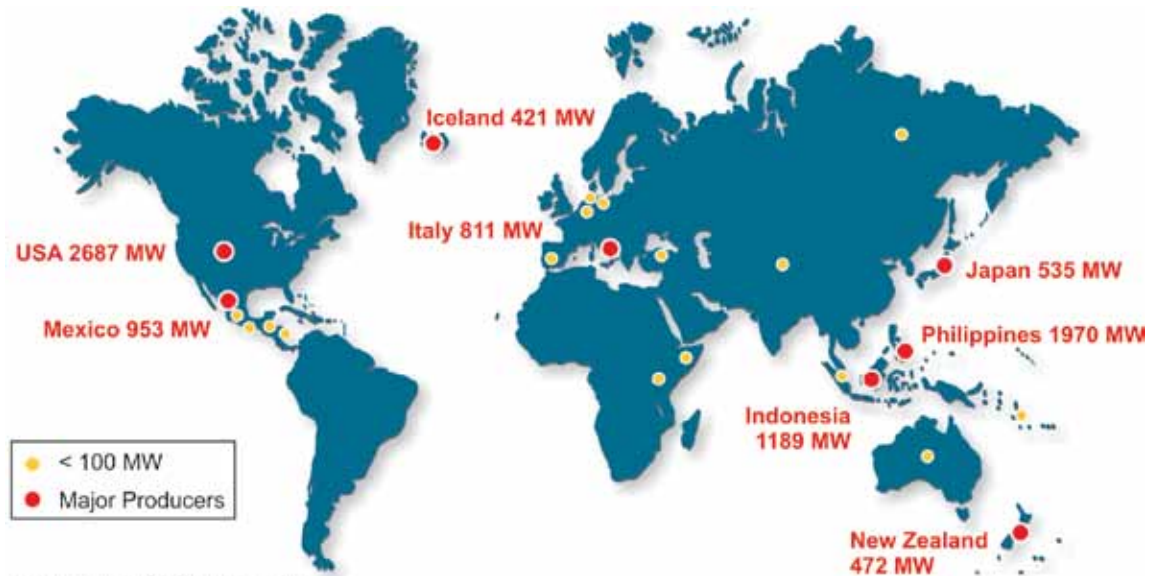 Iceland 421 MW
Italy 811 MW
USA 2687 MW
Japan 535 MW
Mexico 953 MW
Philippines 1970 MW
Indonesia
1189 MW
< 100 MW
Major Producers
New Zealand
472 MW